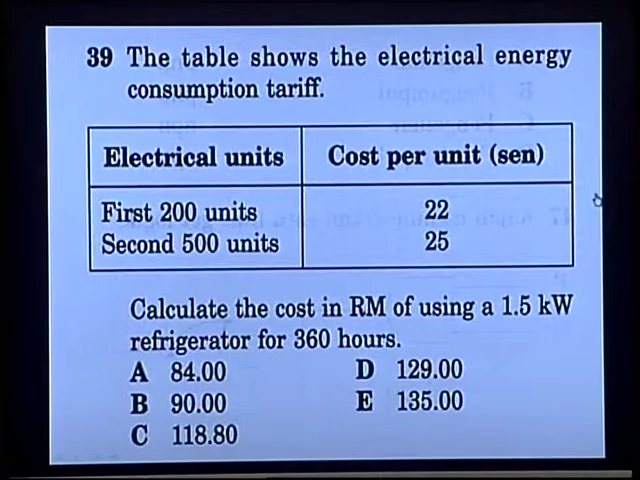 39 The table shows the electrical energy
consumption tariff.
Electrical units Cost per unit (sen)
First 200 units 22
Second 500 units 25
Calculate the cost in RM of using a 1.5 kW
refrigerator for 360 hours.
A 84.00 D 129.00
B 90.00 E 135.00
C 118.80